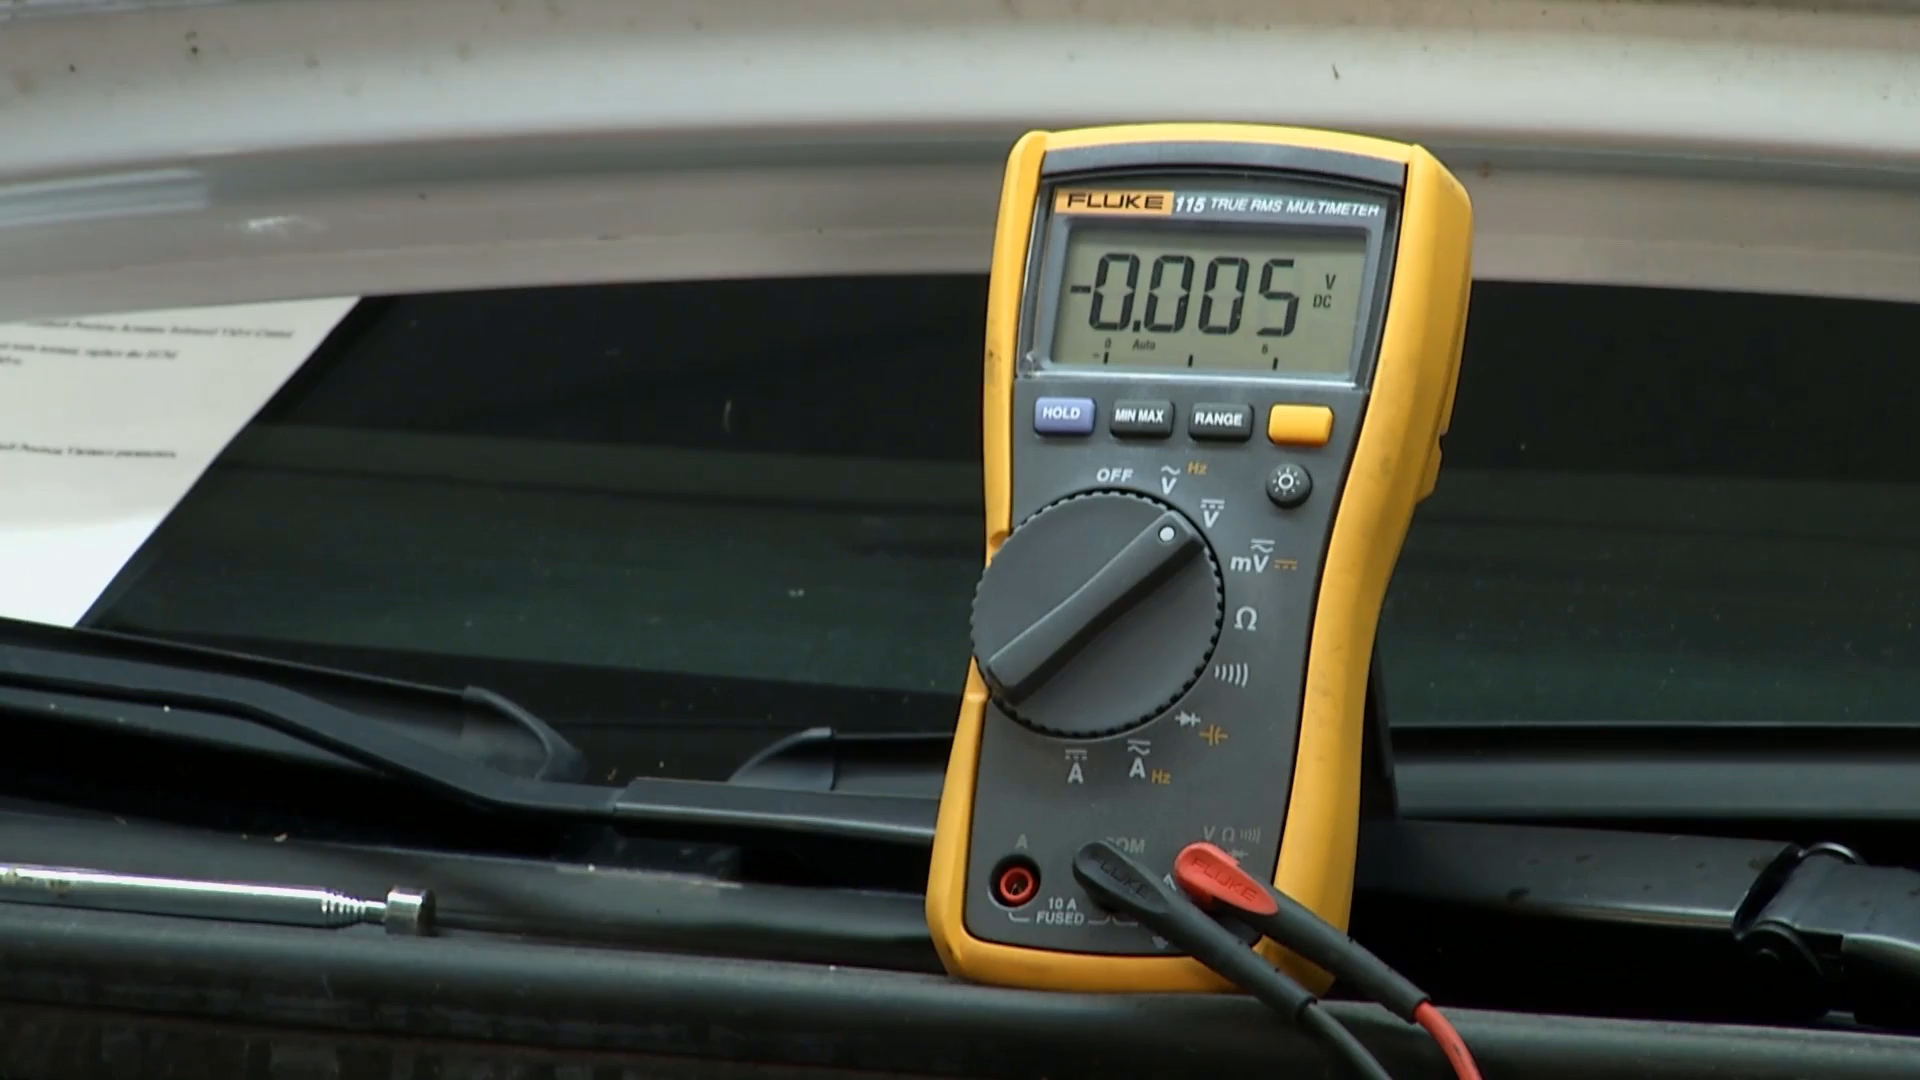 FLUKE 115 TRUE RMS MULTIMETER
-0.005 V DC
0 Auto 6
HOLD MIN MAX RANGE
OFF V Hz
V
mV
Ω
A
A Hz
A COM V Ω
FLUKE FLUKE
10 A
FUSED